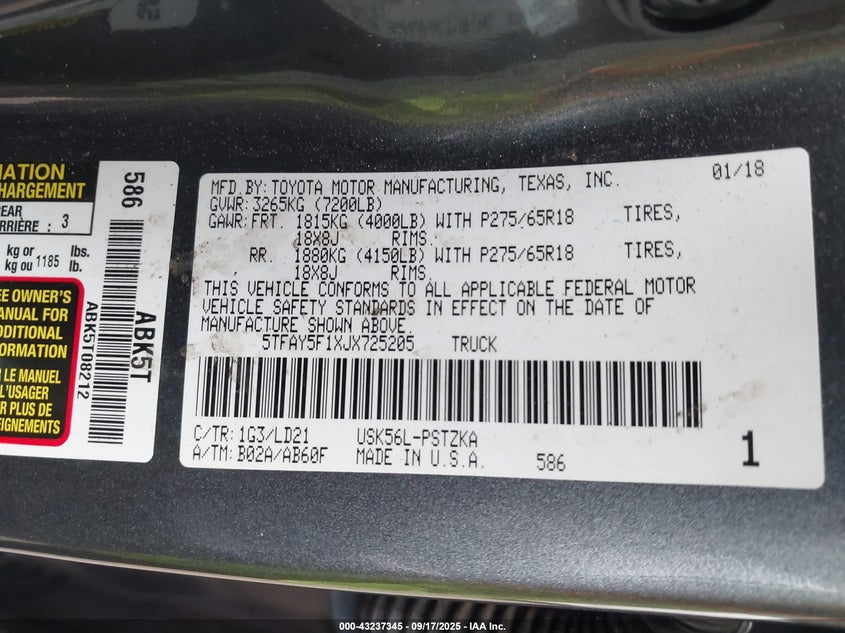 MATION
CHARGEMENT
REAR
ARRIÈRE : 3
kg or lbs.
kg ou 1185 lb.
EE OWNER'S
MANUAL FOR
ADDITIONAL
FORMATION
R LE MANUEL
L'USAGER
R PLUS DE
EIGNEMENTS
586
ABK5T
ABK5T08212
MFD.BY: TOYOTA MOTOR MANUFACTURING, TEXAS, INC. 01/18
GVWR: 3265KG (7200LB)
GAWR: FRT. 1815KG (4000LB) WITH P275/65R18 TIRES,
18X8J RIMS.
RR. 1880KG (4150LB) WITH P275/65R18 TIRES,
, 18X8J RIMS. ,
THIS VEHICLE CONFORMS TO ALL APPLICABLE FEDERAL MOTOR
VEHICLE SAFETY STANDARDS IN EFFECT ON THE DATE OF
MANUFACTURE SHOWN ABOVE.
5TFAY5F1XJX725205 TRUCK
C/TR: 1G3/LD21 USK56L-PSTZKA
A/TM: B02A/AB60F MADE IN U.S.A. 586 1
000-43237345 - 09/17/2025 - IAA Inc.